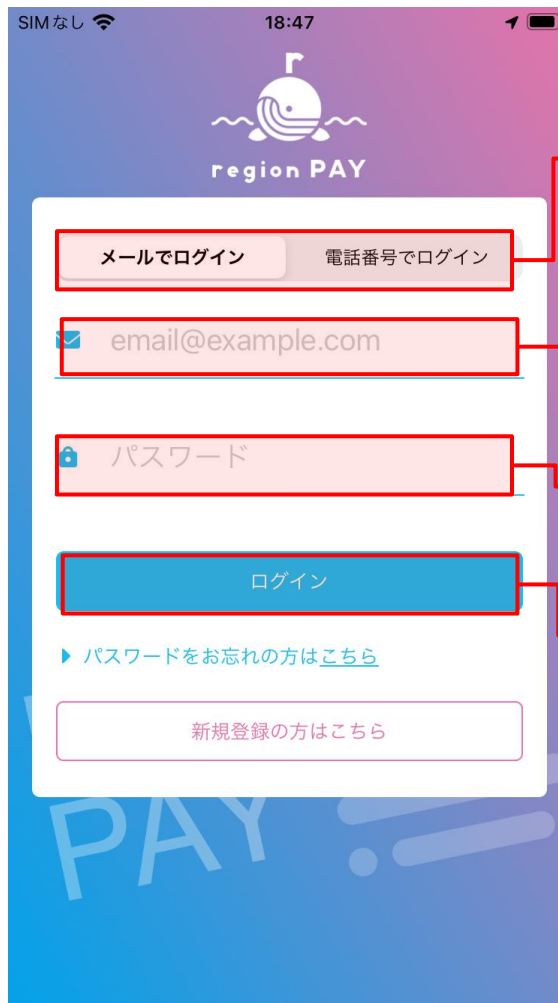 SIMなし 18:47
r
region PAY
メールでログイン 電話番号でログイン
email@example.com
パスワード
ログイン
パスワードをお忘れの方はこちら
新規登録の方はこちら
PAY